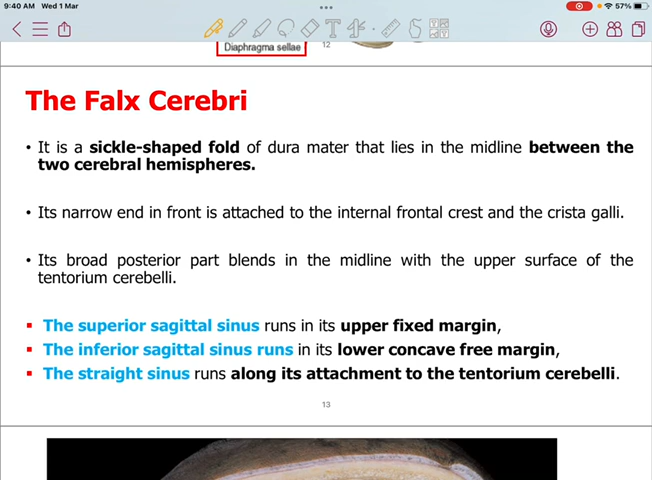 9:40 AM Wed 1 Mar
57%
Diaphragma sellae
12
The Falx Cerebri
• It is a sickle-shaped fold of dura mater that lies in the midline between the
two cerebral hemispheres.
• Its narrow end in front is attached to the internal frontal crest and the crista galli.
• Its broad posterior part blends in the midline with the upper surface of the
tentorium cerebelli.
▪ The superior sagittal sinus runs in its upper fixed margin,
▪ The inferior sagittal sinus runs in its lower concave free margin,
▪ The straight sinus runs along its attachment to the tentorium cerebelli.
13